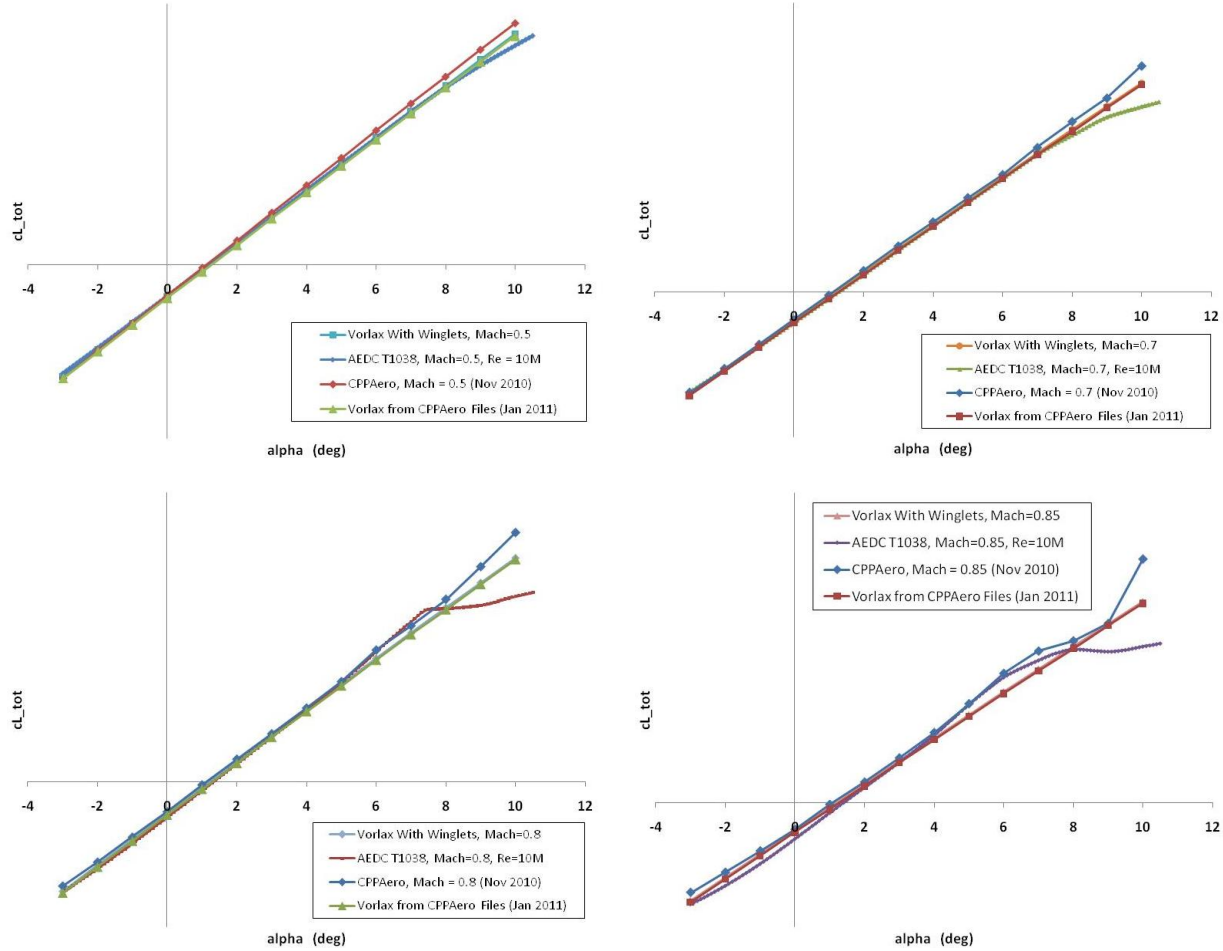 cL_tot
-4 -2 0 2 4 6 8 10 12
Vorlax With Winglets, Mach=0.5
AEDC T1038, Mach=0.5, Re = 10M
CPPAero, Mach = 0.5 (Nov 2010)
Vorlax from CPPAero Files (Jan 2011)
alpha (deg)
cL_tot
-4 -2 0 2 4 6 8 10 12
Vorlax With Winglets, Mach=0.7
AEDC T1038, Mach=0.7, Re=10M
CPPAero, Mach = 0.7 (Nov 2010)
Vorlax from CPPAero Files (Jan 2011)
alpha (deg)
cL_tot
-4 -2 0 2 4 6 8 10 12
Vorlax With Winglets, Mach=0.8
AEDC T1038, Mach=0.8, Re=10M
CPPAero, Mach = 0.8 (Nov 2010)
Vorlax from CPPAero Files (Jan 2011)
alpha (deg)
Vorlax With Winglets, Mach=0.85
AEDC T1038, Mach=0.85, Re=10M
CPPAero, Mach = 0.85 (Nov 2010)
Vorlax from CPPAero Files (Jan 2011)
cL_tot
-4 -2 0 2 4 6 8 10 12
alpha (deg)